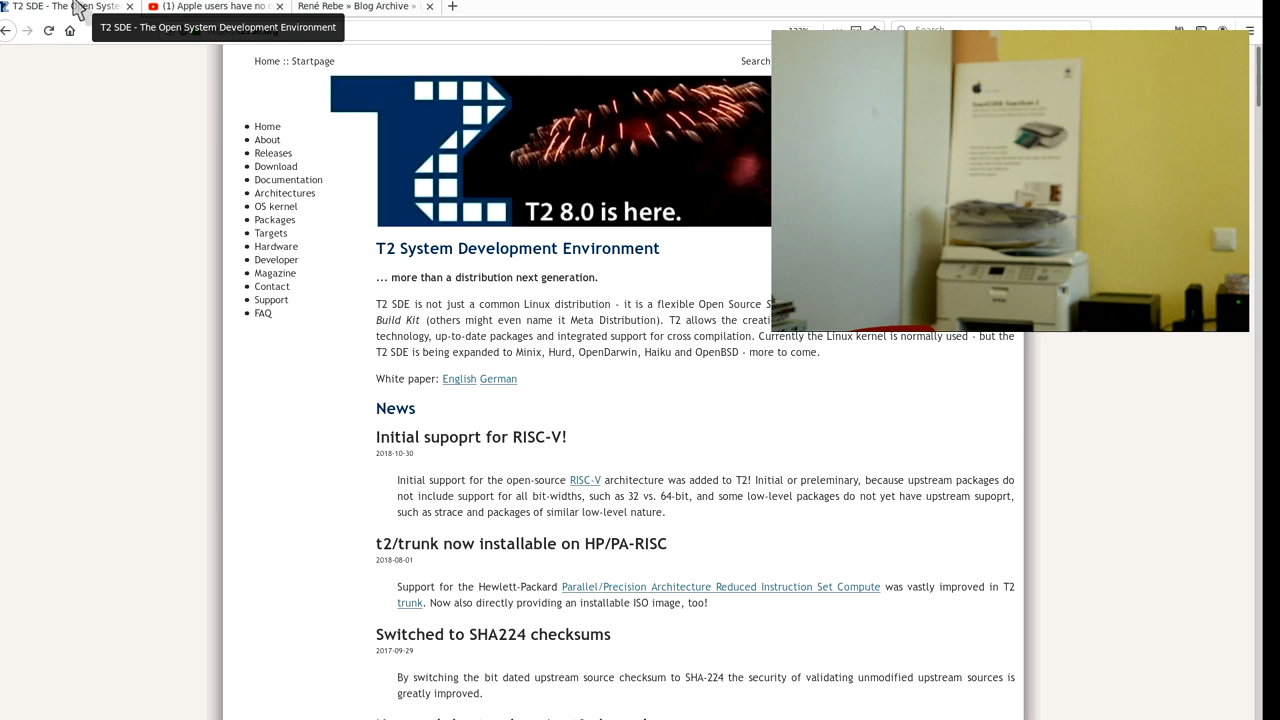 T2 SDE - The Open Syste
(1) Apple users have no c
René Rebe » Blog Archive » L
T2 SDE - The Open System Development Environment
Search
Home :: Startpage
Search
Home
About
Releases
Download
Documentation
Architectures
OS kernel
Packages
Targets
Hardware
Developer
Magazine
Contact
Support
FAQ
T2 8.0 is here.
T2 System Development Environment
... more than a distribution next generation.
T2 SDE is not just a common Linux distribution - it is a flexible Open Source S
Build Kit (others might even name it Meta Distribution). T2 allows the creati
technology, up-to-date packages and integrated support for cross compilation. Currently the Linux kernel is normally used - but the
T2 SDE is being expanded to Minix, Hurd, OpenDarwin, Haiku and OpenBSD - more to come.
White paper: English German
News
Initial supoprt for RISC-V!
2018-10-30
Initial support for the open-source RISC-V architecture was added to T2! Initial or preleminary, because upstream packages do
not include support for all bit-widths, such as 32 vs. 64-bit, and some low-level packages do not yet have upstream supoprt,
such as strace and packages of similar low-level nature.
t2/trunk now installable on HP/PA-RISC
2018-08-01
Support for the Hewlett-Packard Parallel/Precision Architecture Reduced Instruction Set Compute was vastly improved in T2
trunk. Now also directly providing an installable ISO image, too!
Switched to SHA224 checksums
2017-09-29
By switching the bit dated upstream source checksum to SHA-224 the security of validating unmodified upstream sources is
greatly improved.